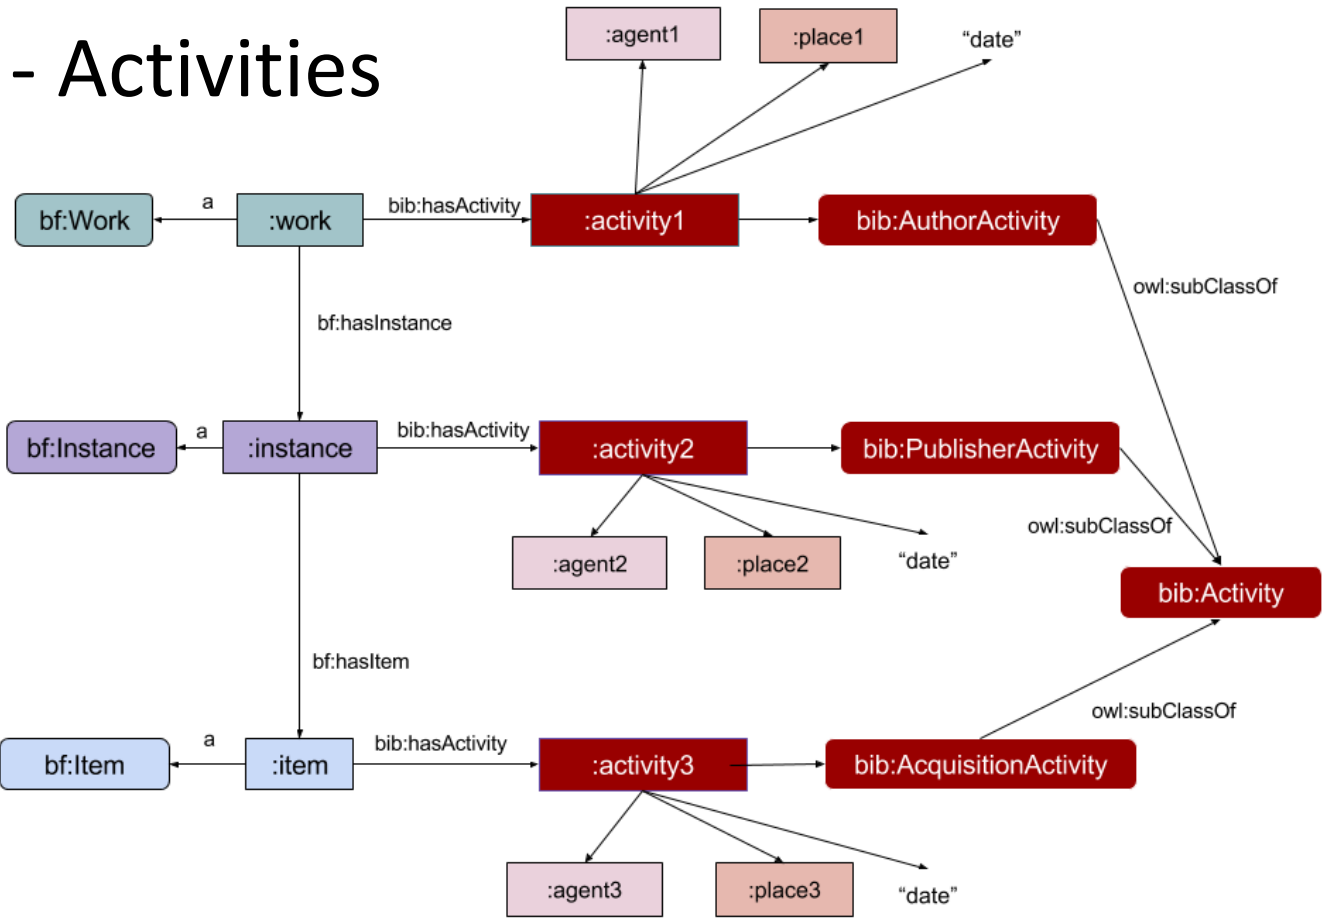 - Activities
:agent1
:place1
“date”
a
bib:hasActivity
bf:Work
:work
:activity1
bib:AuthorActivity
owl:subClassOf
bf:hasInstance
a
bib:hasActivity
bf:Instance
:instance
:activity2
bib:PublisherActivity
owl:subClassOf
:agent2
:place2
“date”
bib:Activity
bf:hasItem
owl:subClassOf
a
bib:hasActivity
bf:Item
:item
:activity3
bib:AcquisitionActivity
:agent3
:place3
“date”